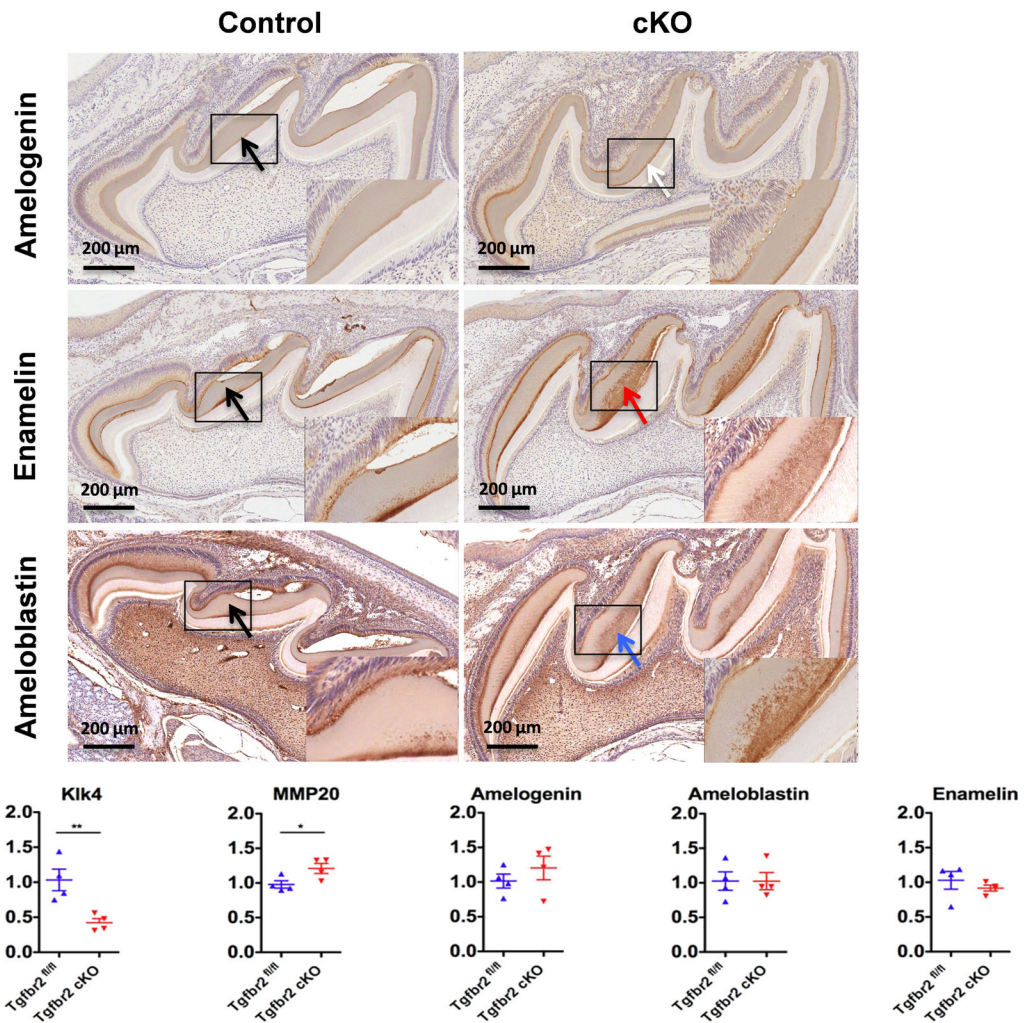 Control
cKO
Amelogenin
200 µm
200 µm
Enamelin
200 µm
200 µm
Ameloblastin
200 µm
200 µm
Klk4
MMP20
Amelogenin
Ameloblastin
Enamelin
**
*
2.0
1.5
1.0
0.5
0.0
2.0
1.5
1.0
0.5
0.0
2.0
1.5
1.0
0.5
0.0
2.0
1.5
1.0
0.5
0.0
2.0
1.5
1.0
0.5
0.0
Tgfbr2 fl/fl
Tgfbr2 cKO
Tgfbr2 fl/fl
Tgfbr2 cKO
Tgfbr2 fl/fl
Tgfbr2 cKO
Tgfbr2 fl/fl
Tgfbr2 cKO
Tgfbr2 fl/fl
Tgfbr2 cKO